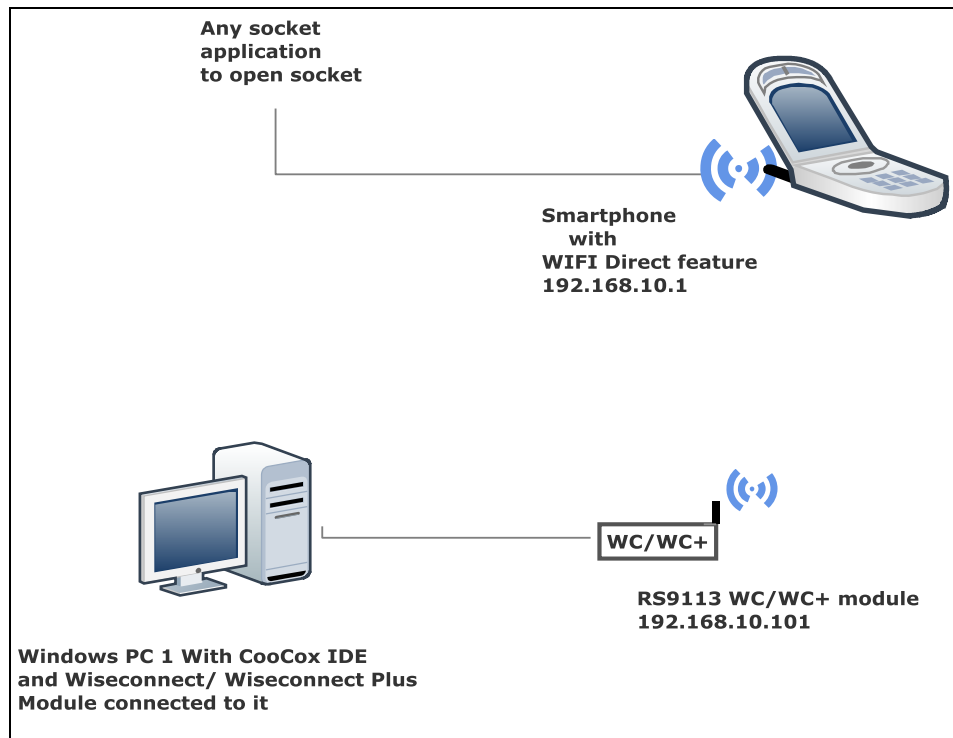 Any socket
application
to open socket
Smartphone
with
WIFI Direct feature
192.168.10.1
WC/WC+
RS9113 WC/WC+ module
192.168.10.101
Windows PC 1 With CooCox IDE
and Wiseconnect/ Wiseconnect Plus
Module connected to it